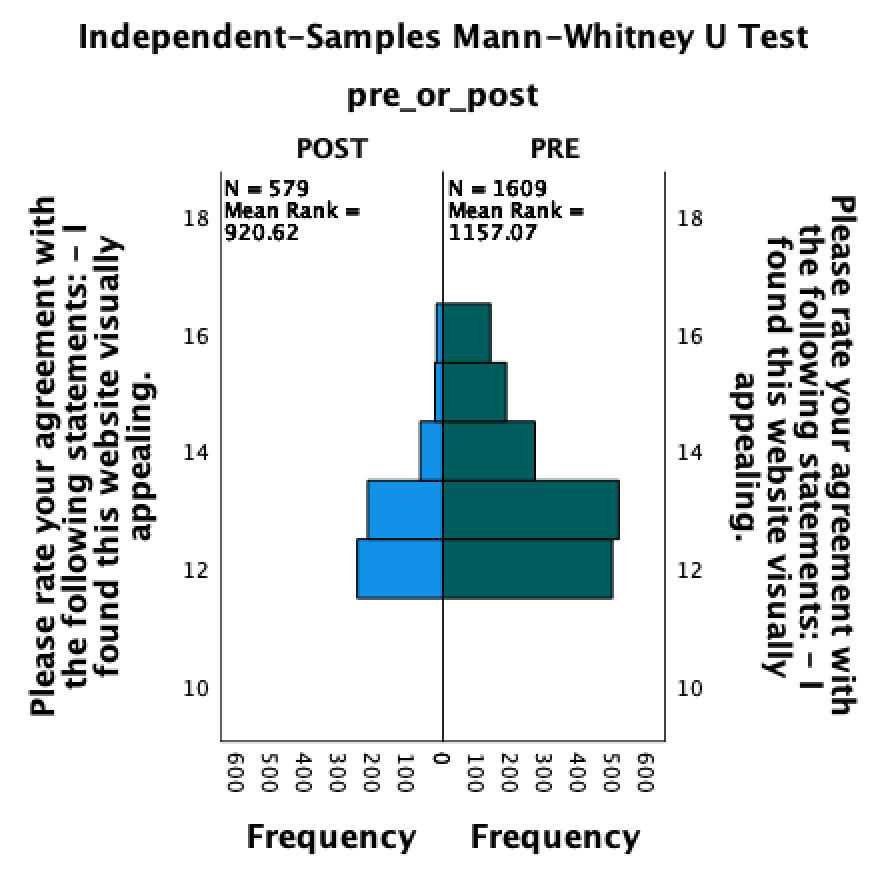 Independent-Samples Mann-Whitney U Test
pre_or_post
POST
PRE
N = 579
Mean Rank =
920.62
N = 1609
Mean Rank =
1157.07
Please rate your agreement with
the following statements: - I
found this website visually
appealing.
18
16
14
12
10
18
16
14
12
10
Please rate your agreement with
the following statements: - I
found this website visually
appealing.
600 500 400 300 200 100 0 100 200 300 400 500 600
Frequency
Frequency